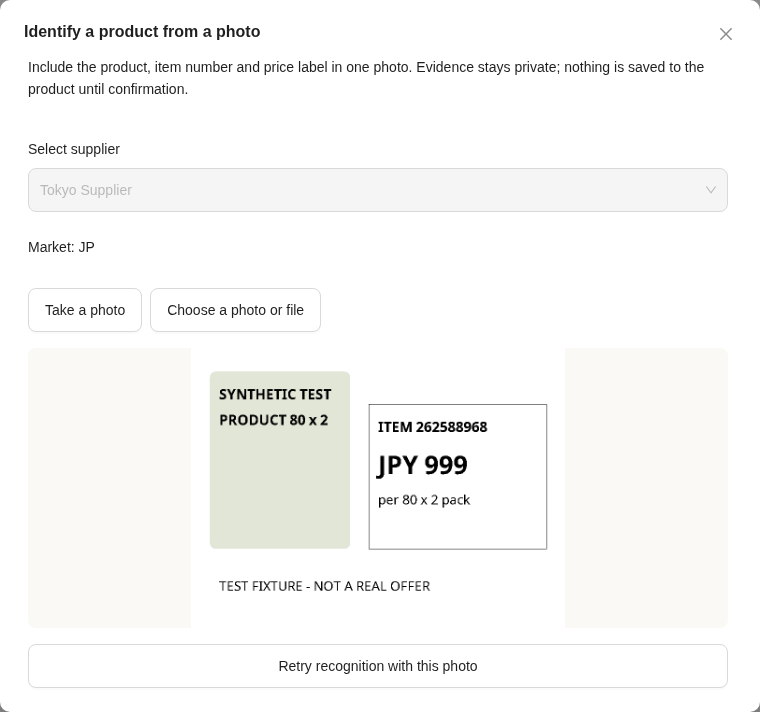 Identify a product from a photo
Include the product, item number and price label in one photo. Evidence stays private; nothing is saved to the
product until confirmation.
Select supplier
Tokyo Supplier
Market: JP
Take a photo
Choose a photo or file
SYNTHETIC TEST
PRODUCT 80 x 2
ITEM 262588968
JPY 999
per 80 x 2 pack
TEST FIXTURE - NOT A REAL OFFER
Retry recognition with this photo